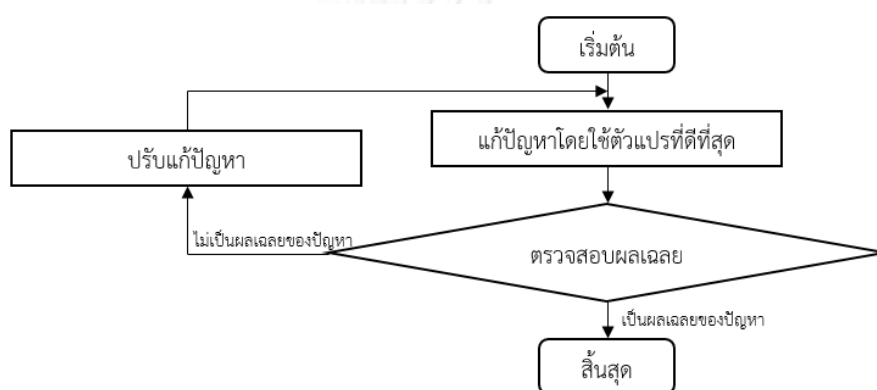 เริ่มต้น
แก้ปัญหาโดยใช้ตัวแปรที่ดีที่สุด
ปรับแก้ปัญหา
ไม่เป็นผลเฉลยของปัญหา
ตรวจสอบผลเฉลย
เป็นผลเฉลยของปัญหา
สิ้นสุด